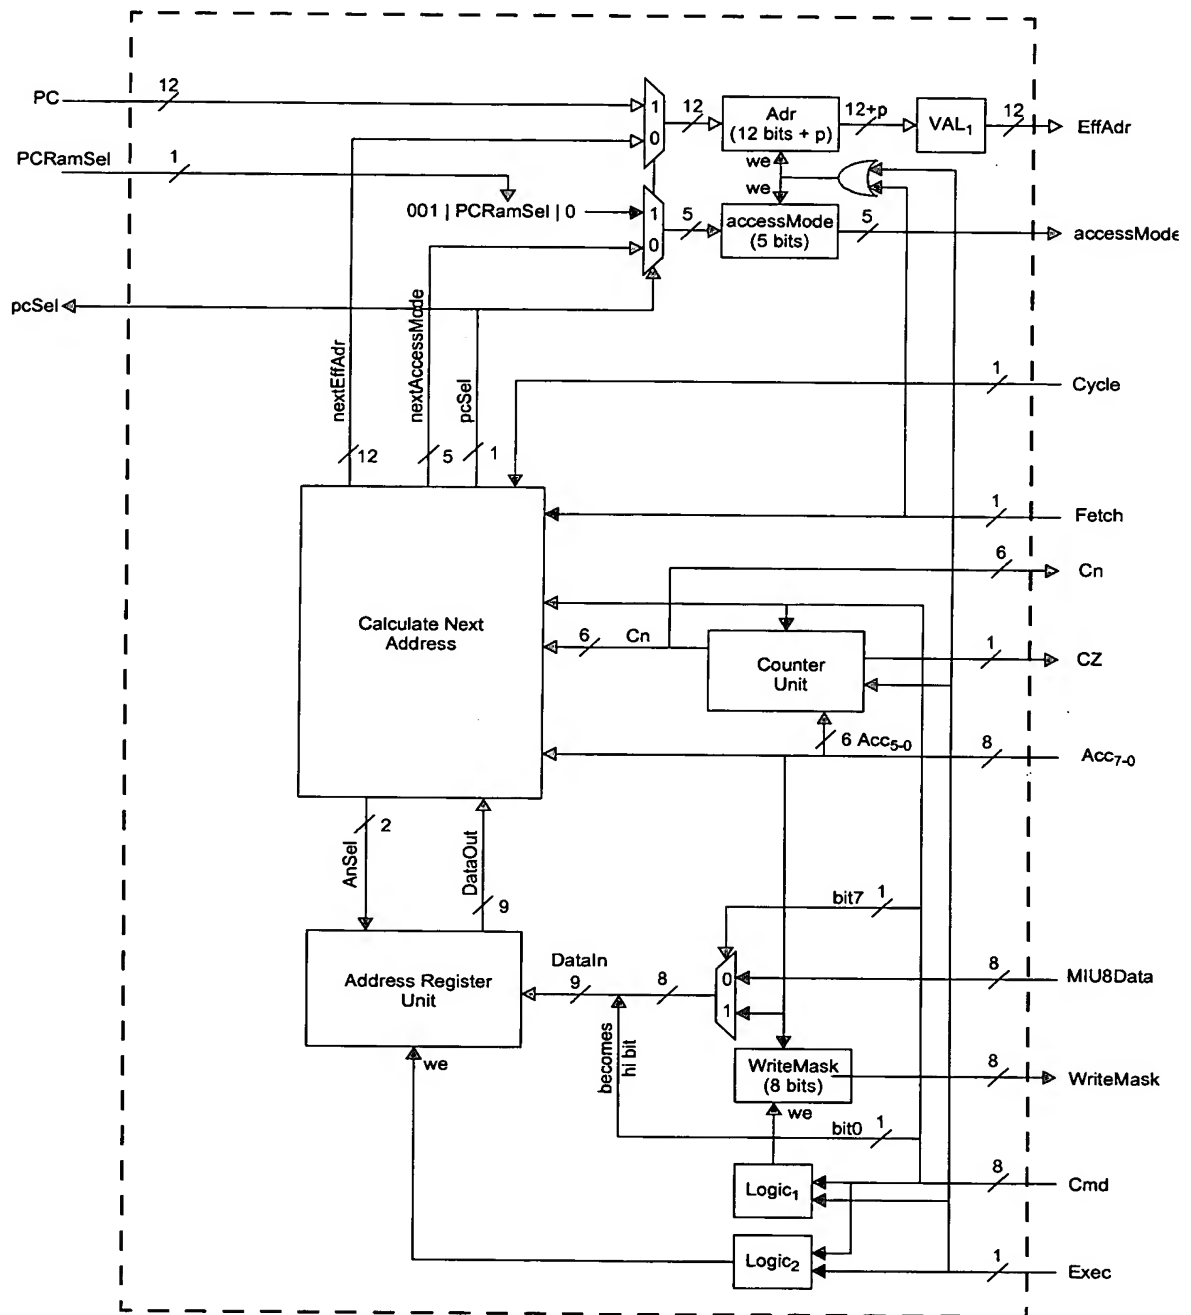 12
PC
1
0
12
Adr
(12 bits + p)
12+p
VAL1
12
EffAdr
PCRamSel
1
we
we
001 | PCRamSel | 0
1
0
5
accessMode
(5 bits)
5
accessMode
pcSel
nextEffAdr
nextAccessMode
pcSel
1
Cycle
12
5
1
1
Fetch
6
Cn
Calculate Next
Address
6
Cn
Counter
Unit
1
CZ
6 Acc5-0
8
Acc7-0
2
AnSel
DataOut
9
bit7
1
Address Register
Unit
DataIn
9
8
0
1
8
MIU8Data
becomes
hi bit
we
WriteMask
(8 bits)
8
WriteMask
we
bit0
1
Logic1
8
Cmd
Logic2
1
Exec